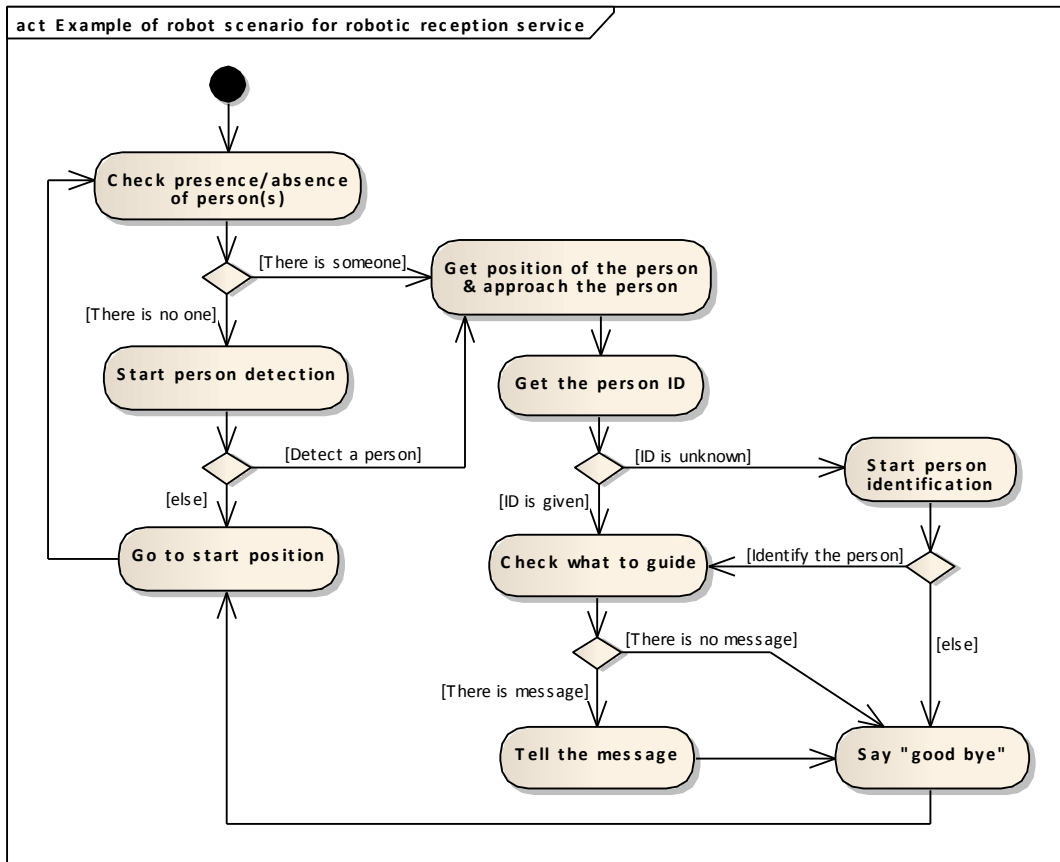 act Example of robot scenario for robotic reception service
Check presence/absence
of person(s)
[There is someone]
Get position of the person
& approach the person
[There is no one]
Start person detection
Get the person ID
[Detect a person]
[ID is unknown]
Start person
identification
[else]
[ID is given]
Go to start position
Check what to guide
[Identify the person]
[There is no message]
[else]
[There is message]
Tell the message
Say "good bye"